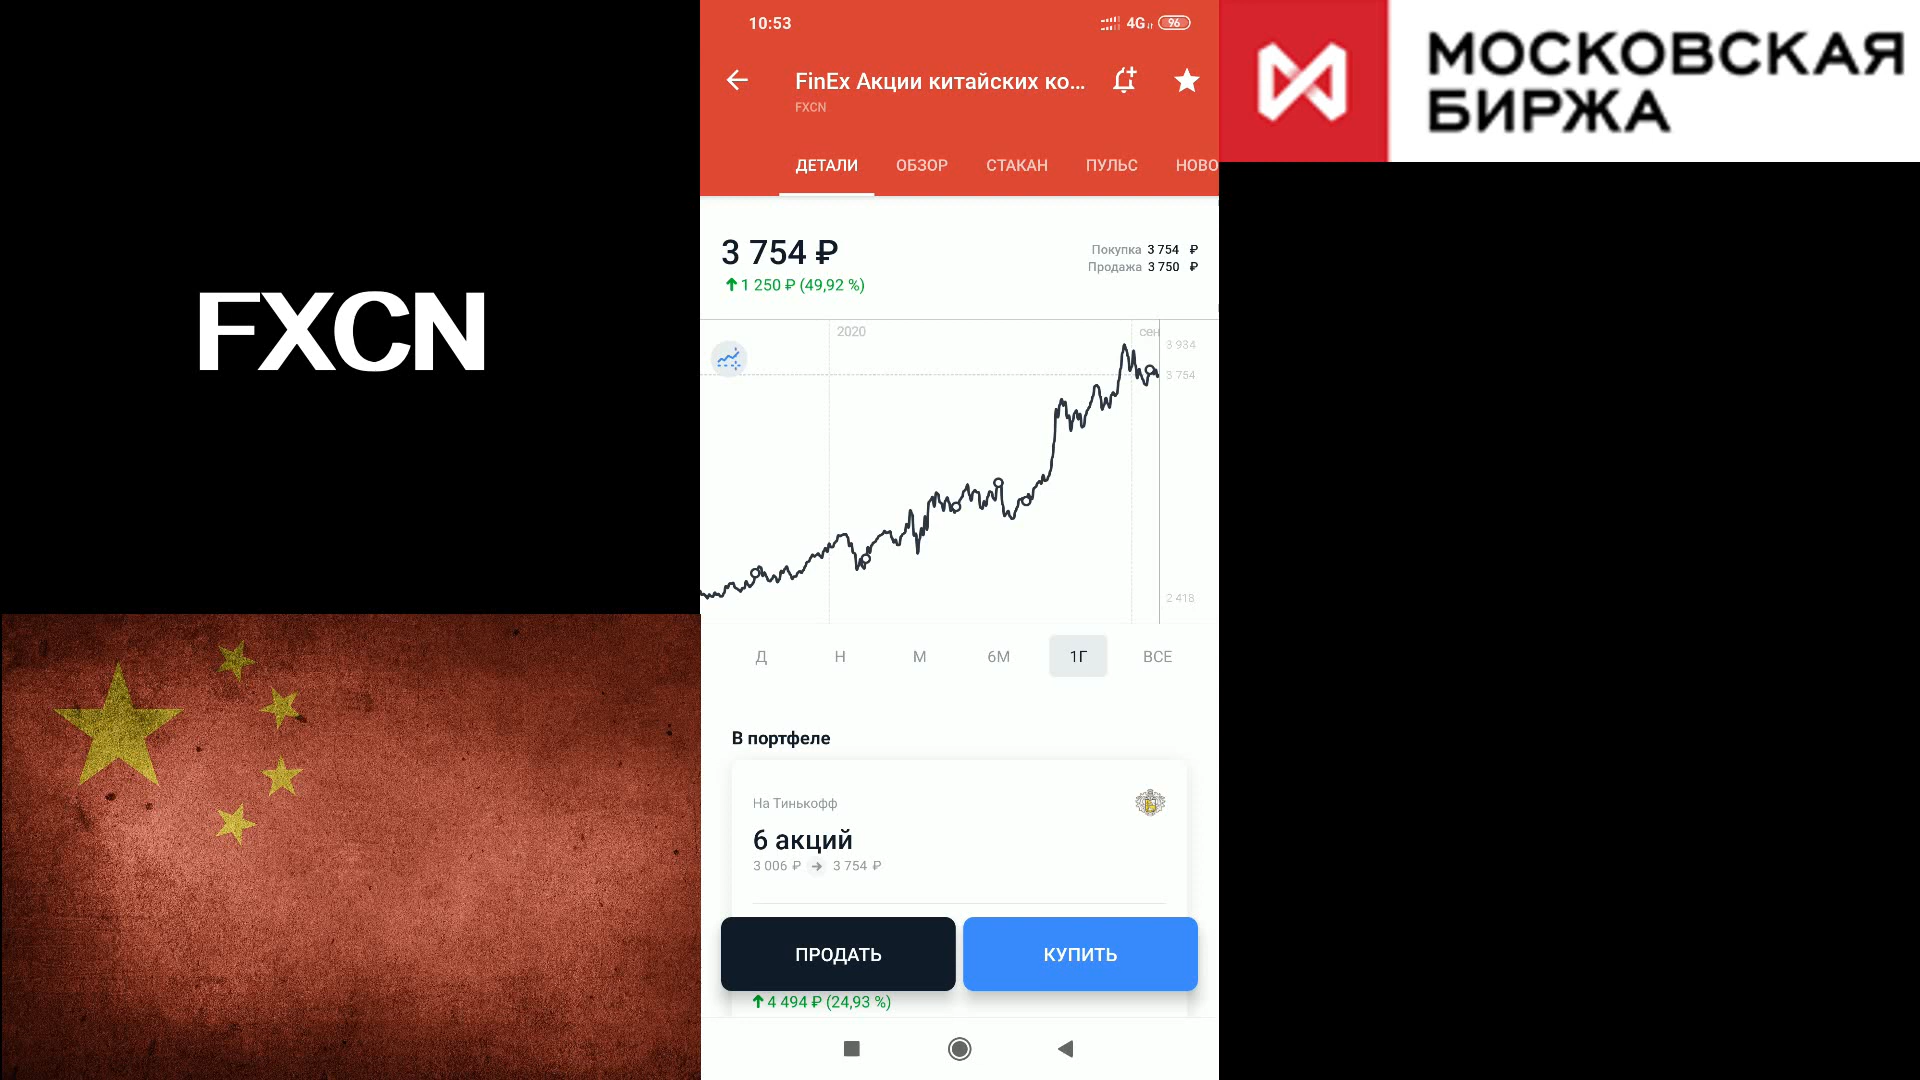 FXCN
10:53
4G
96
FinEx Акции китайских ко...
FXCN
ДЕТАЛИ
ОБЗОР
СТАКАН
ПУЛЬС
НОВО
3 754 ₽
1 250 ₽ (49,92 %)
Покупка 3 754 ₽
Продажа 3 750 ₽
2020
сен
3 934
3 754
2 418
Д
Н
М
6М
1Г
ВСЕ
В портфеле
На Тинькофф
6 акций
3 006 ₽ → 3 754 ₽
ПРОДАТЬ
КУПИТЬ
4 494 ₽ (24,93 %)
МОСКОВСКАЯ
БИРЖА